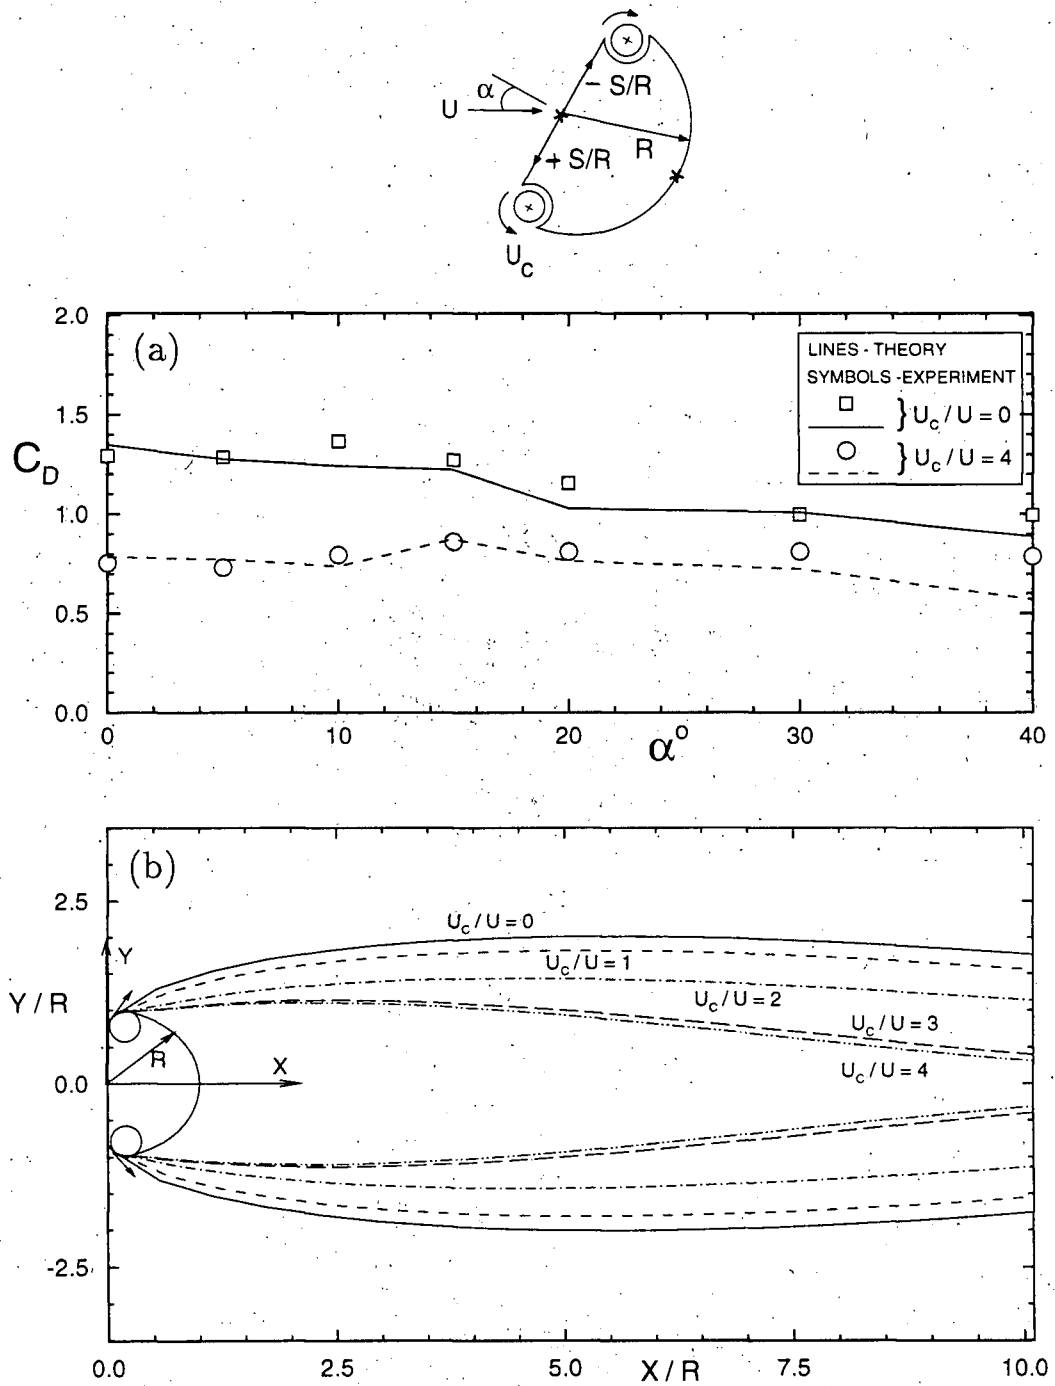 α
U
- S/R
+ S/R
R
U_c
(a)
C_D
2.0
1.5
1.0
0.5
0.0
LINES - THEORY
SYMBOLS - EXPERIMENT
} U_c / U = 0
} U_c / U = 4
0
10
20
30
40
α°
(b)
Y / R
2.5
0.0
-2.5
Y
X
R
U_c / U = 0
U_c / U = 1
U_c / U = 2
U_c / U = 3
U_c / U = 4
0.0
2.5
5.0
7.5
10.0
X / R